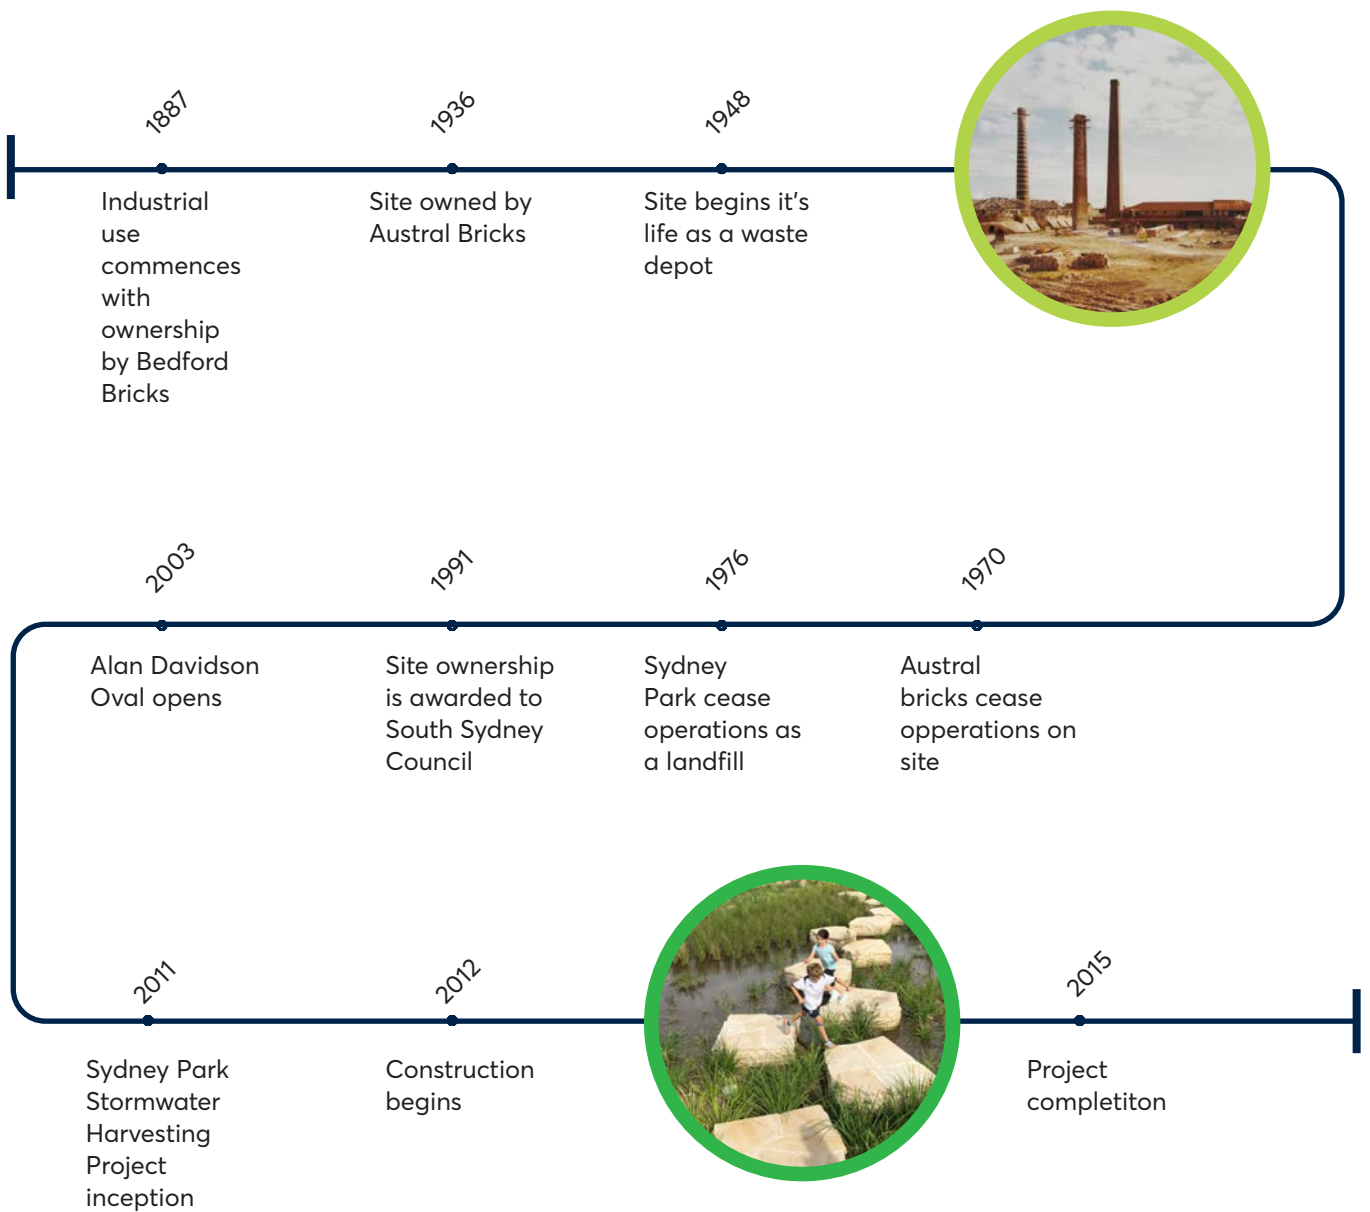 1887
Industrial
use
commences
with
ownership
by Bedford
Bricks
1936
Site owned by
Austral Bricks
1948
Site begins it's
life as a waste
depot
1970
Austral
bricks cease
opperations on
site
1976
Sydney
Park cease
operations as
a landfill
1991
Site ownership
is awarded to
South Sydney
Council
2003
Alan Davidson
Oval opens
2011
Sydney Park
Stormwater
Harvesting
Project
inception
2012
Construction
begins
2015
Project
completiton